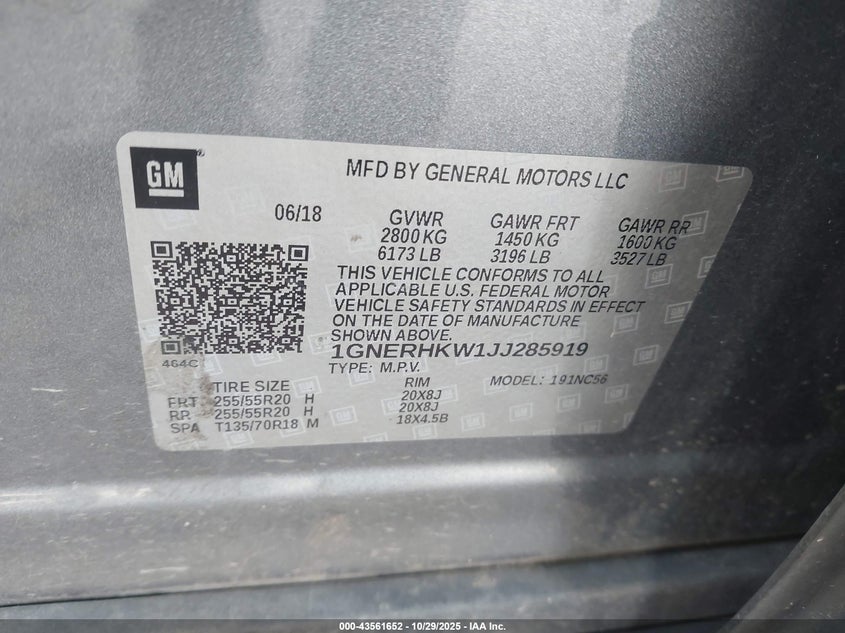 GM
MFD BY GENERAL MOTORS LLC
06/18 GVWR GAWR FRT GAWR RR
2800 KG 1450 KG 1600 KG
6173 LB 3196 LB 3527 LB
THIS VEHICLE CONFORMS TO ALL
APPLICABLE U.S. FEDERAL MOTOR
VEHICLE SAFETY STANDARDS IN EFFECT
ON THE DATE OF MANUFACTURE
SHOWN ABOVE.
1GNERHKW1JJ285919
464C TYPE: M.P.V. MODEL: 191NC56
TIRE SIZE RIM
FRT 255/55R20 H 20X8J
RR 255/55R20 H 20X8J
SPA T135/70R18 M 18X4.5B
000-43561652 | 10/29/2025 - IAA Inc.